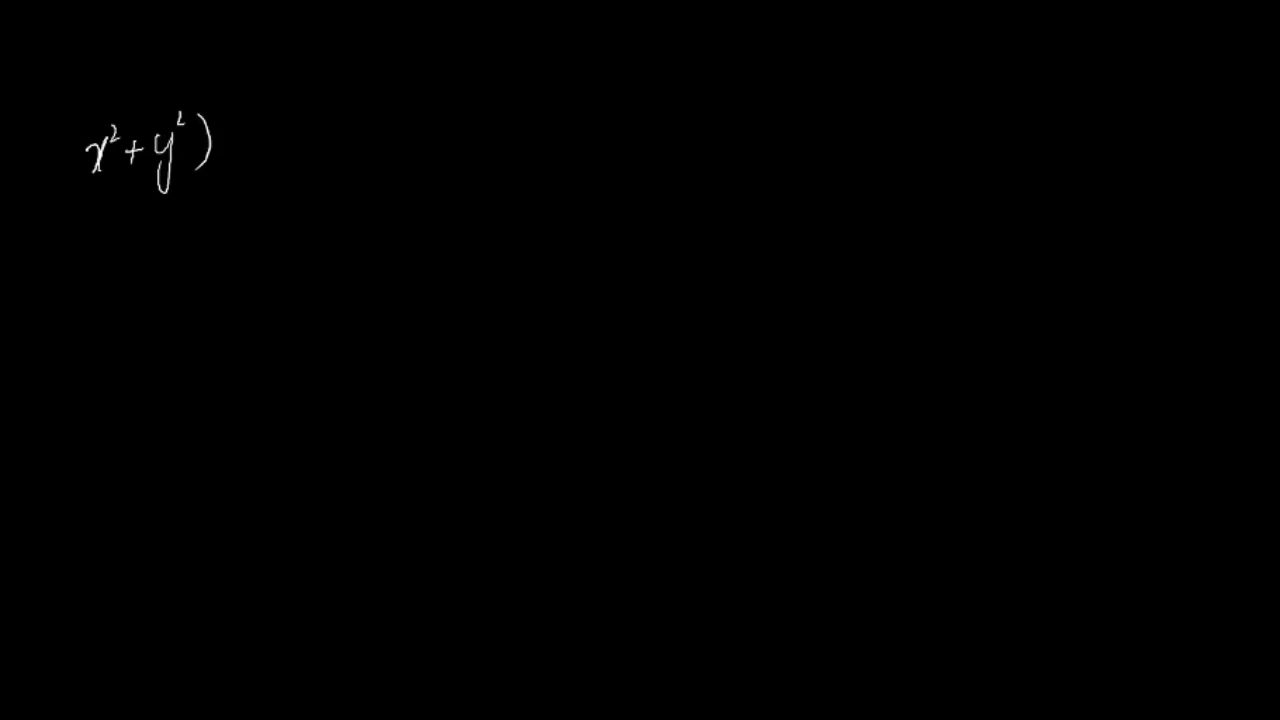 x² + y² )